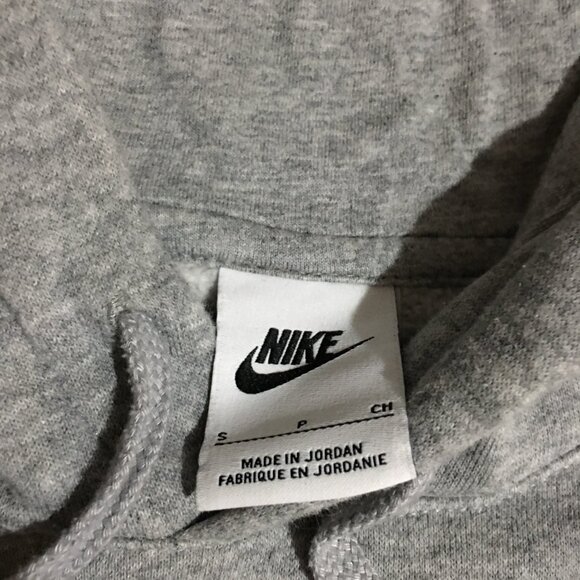 NIKE
S P CH
MADE IN JORDAN
FABRIQUE EN JORDANIE